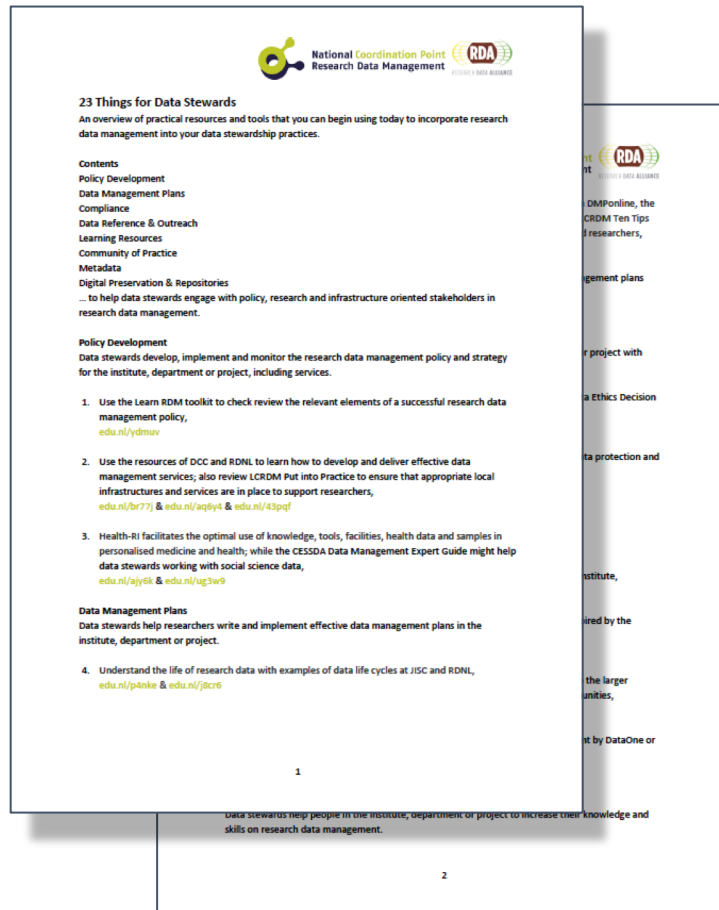 National Coordination Point
Research Data Management
RDA
RESEARCH DATA ALLIANCE
23 Things for Data Stewards
An overview of practical resources and tools that you can begin using today to incorporate research
data management into your data stewardship practices.
Contents
Policy Development
Data Management Plans
Compliance
Data Reference & Outreach
Learning Resources
Community of Practice
Metadata
Digital Preservation & Repositories
... to help data stewards engage with policy, research and infrastructure oriented stakeholders in
research data management.
Policy Development
Data stewards develop, implement and monitor the research data management policy and strategy
for the institute, department or project, including services.
1. Use the Learn RDM toolkit to check review the relevant elements of a successful research data
management policy,
edu.nl/ydmuv
2. Use the resources of DCC and RDNL to learn how to develop and deliver effective data
management services; also review LCRDM Put into Practice to ensure that appropriate local
infrastructures and services are in place to support researchers,
edu.nl/br77j & edu.nl/aq6y4 & edu.nl/43pqf
3. Health-RI facilitates the optimal use of knowledge, tools, facilities, health data and samples in
personalised medicine and health; while the CESSDA Data Management Expert Guide might help
data stewards working with social science data,
edu.nl/ajy6k & edu.nl/ug3w9
Data Management Plans
Data stewards help researchers write and implement effective data management plans in the
institute, department or project.
4. Understand the life of research data with examples of data life cycles at JISC and RDNL,
edu.nl/p4nke & edu.nl/j8cr6
1
RDA
RESEARCH DATA ALLIANCE
DMPonline, the
CRDM Ten Tips
researchers,
gement plans
project with
Ethics Decision
ta protection and
nstitute,
ired by the
the larger
unities,
nt by DataOne or
Data stewards help people in the institute, department or project to increase their knowledge and
skills on research data management.
2